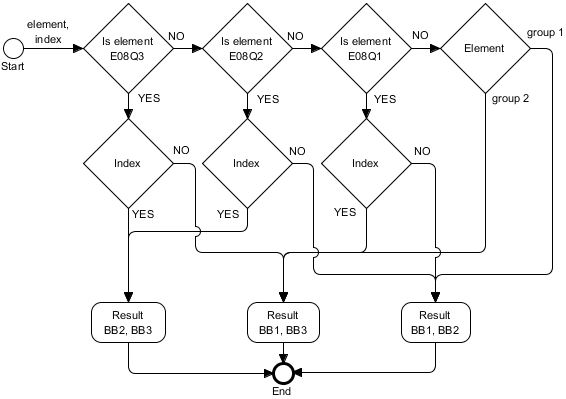 element,
index
Start
Is element
E08Q3
NO
Is element
E08Q2
NO
Is element
E08Q1
NO
Element
group 1
YES
YES
YES
group 2
Index
NO
Index
NO
Index
NO
YES
YES
YES
Result
BB2, BB3
Result
BB1, BB3
Result
BB1, BB2
End